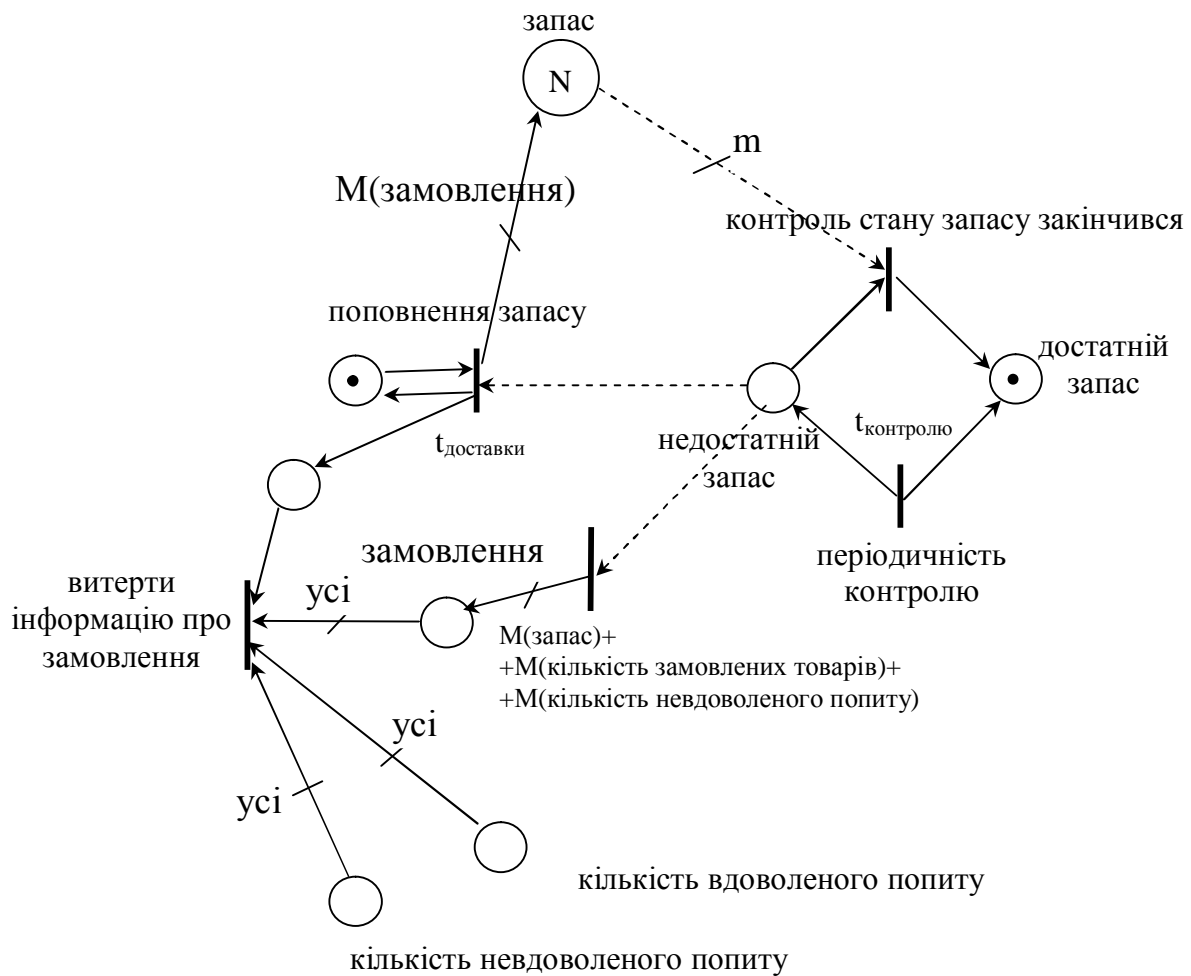 запас
N
m
М(замовлення)
контроль стану запасу закінчився
поповнення запасу
достатній
запас
tдоставки
недостатній
запас
tконтролю
замовлення
періодичність
контролю
витерти
інформацію про
замовлення
усі
М(запас)+
+М(кількість замовлених товарів)+
+М(кількість невдоволеного попиту)
усі
усі
кількість вдоволеного попиту
кількість невдоволеного попиту